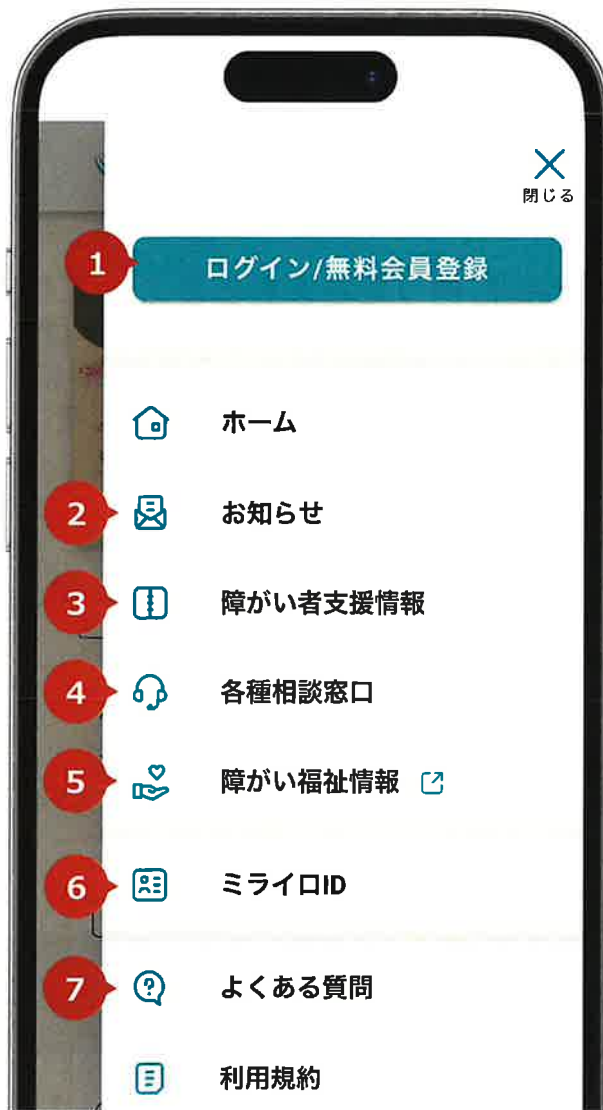 閉じる
1 ログイン/無料会員登録
ホーム
2 お知らせ
3 障がい者支援情報
4 各種相談窓口
5 障がい福祉情報
6 ミライロID
7 よくある質問
利用規約